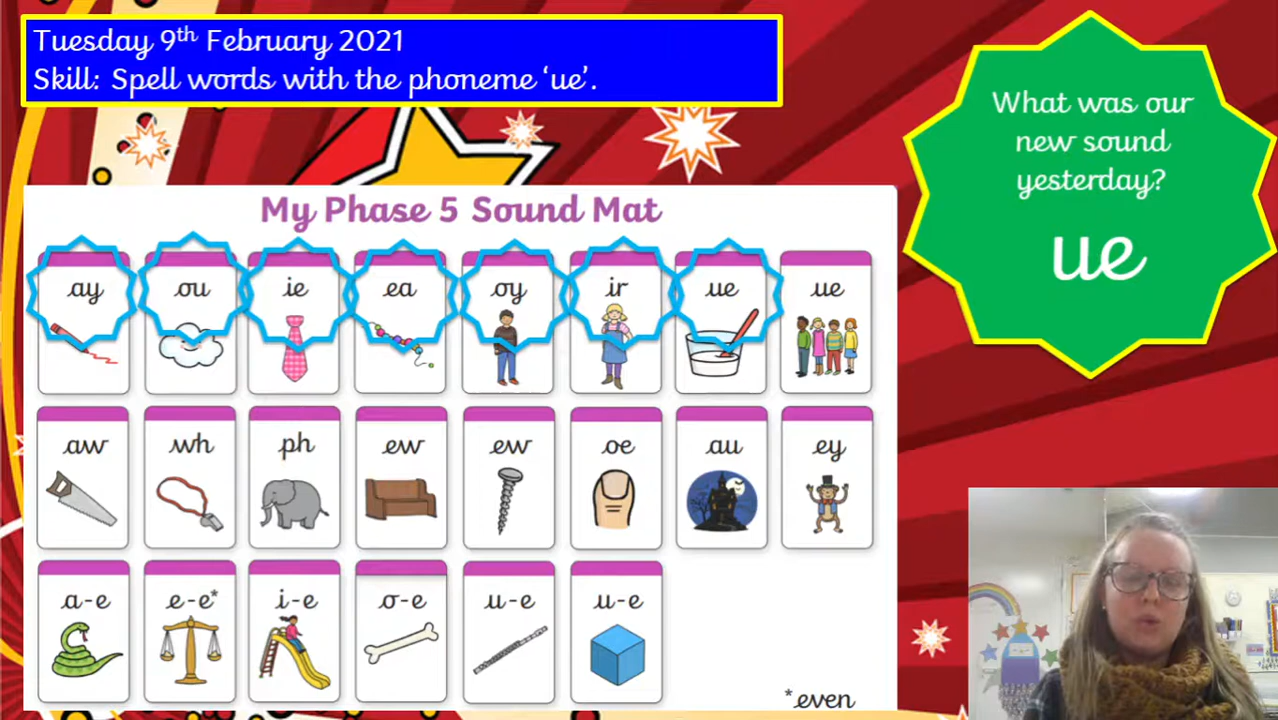 Tuesday 9th February 2021
Skill: Spell words with the phoneme ‘ue’.
What was our
new sound
yesterday?
ue
My Phase 5 Sound Mat
ay ou ie ea oy ir ue ue
aw wh ph ew ew oe au ey
a-e e-e* i-e o-e u-e u-e
*even